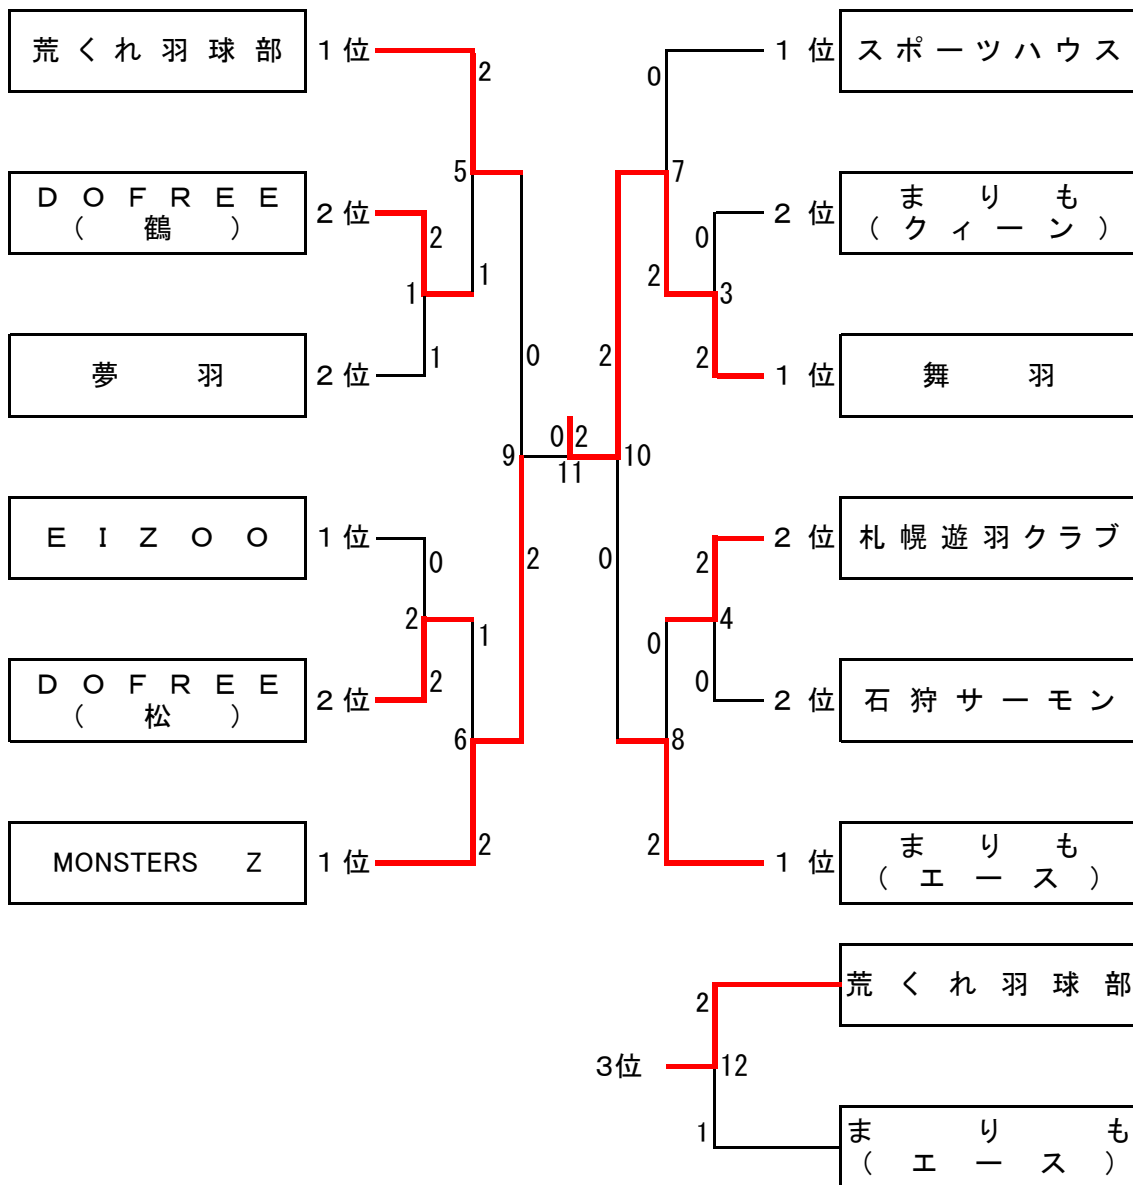 荒くれ羽球部 1位
2
5
DOFREE
(鶴) 2位
2
1
1
夢羽 2位
1
0
EIZOO 1位
0
2
1
DOFREE
(松) 2位
2
6
MONSTERS Z 1位
2
9
2
0 2
11
10
2
0
1位 スポーツハウス
0
7
2位 まりも
(クィーン)
0
2
3
1位 舞羽
2
2位 札幌遊羽クラブ
2
4
0
2位 石狩サーモン
0
8
1位 まりも
(エース)
2
荒くれ羽球部
2
3位 12
1
まりも
(エース)